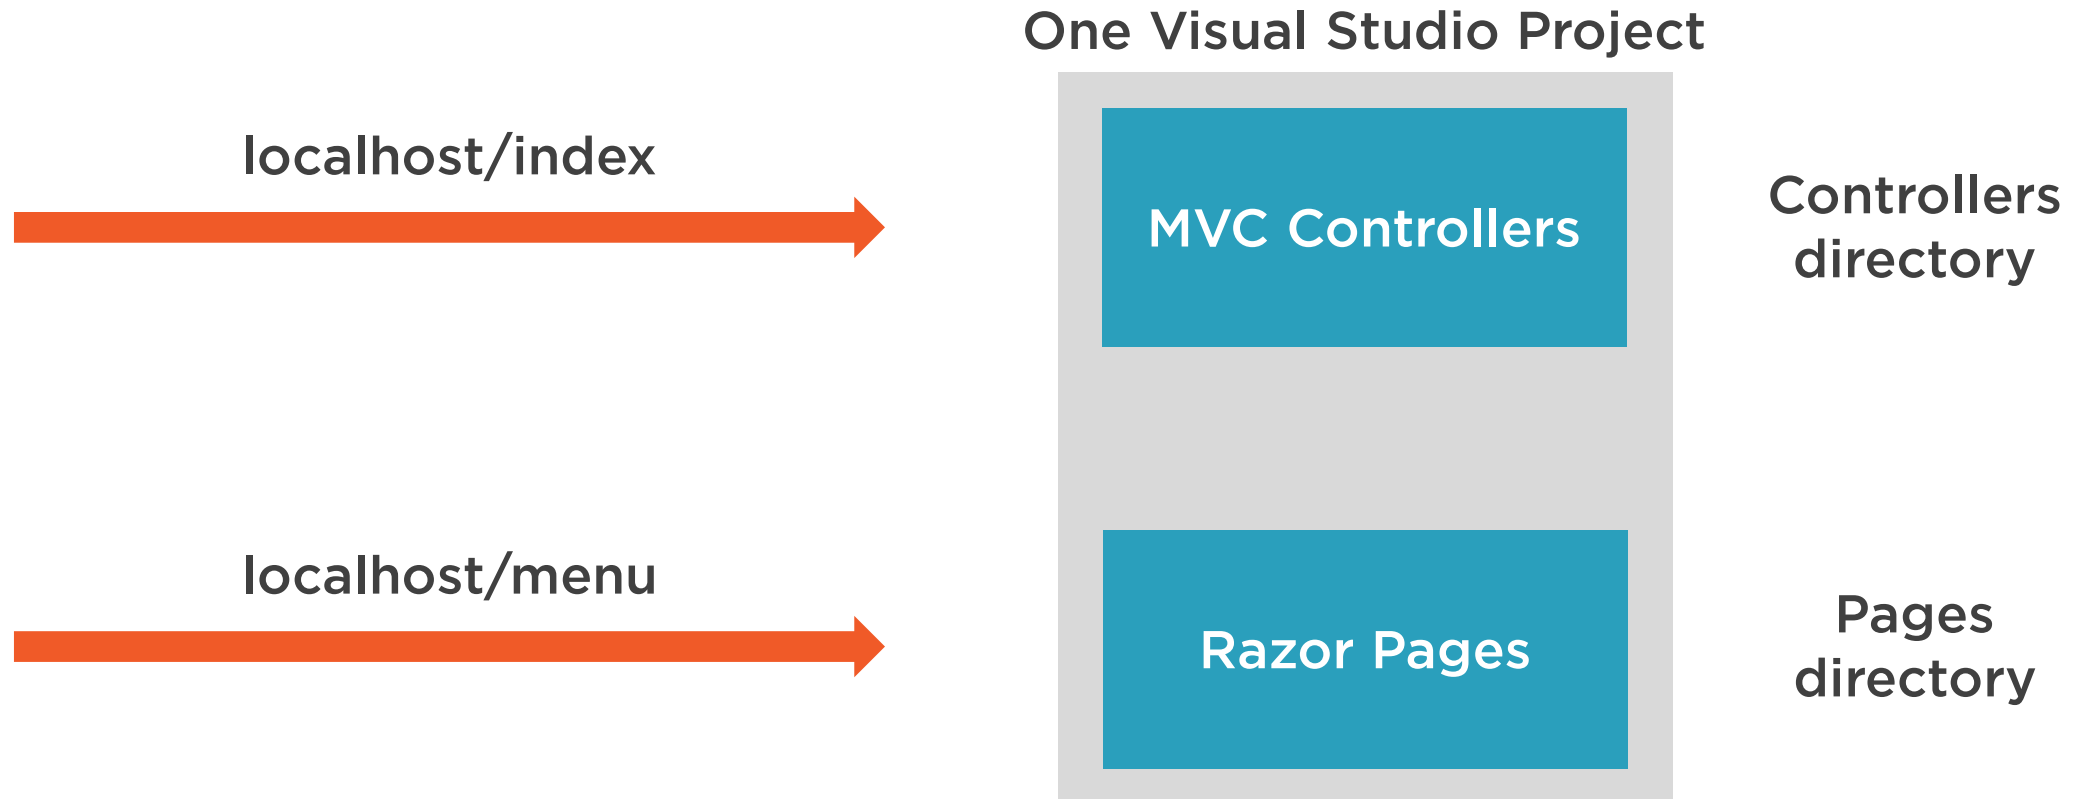 One Visual Studio Project
localhost/index
MVC Controllers
Controllers
directory
localhost/menu
Razor Pages
Pages
directory